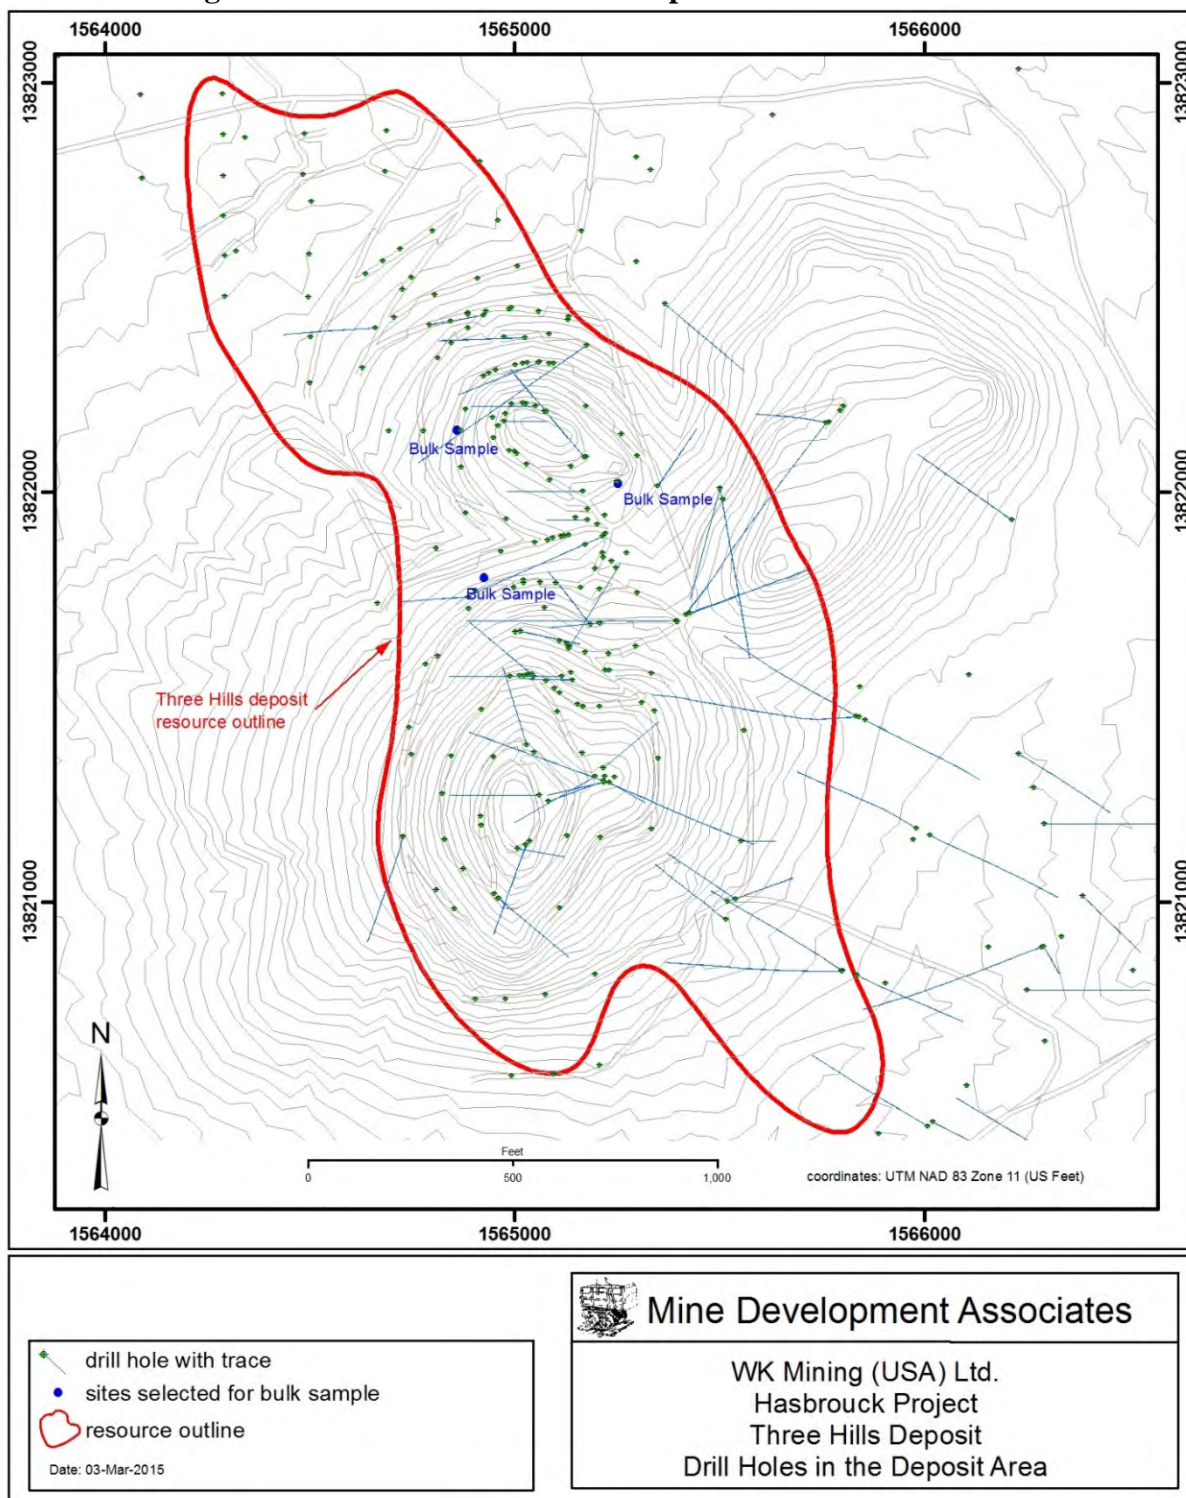 1564000 1565000 1566000
13823000 13823000
Bulk Sample
Bulk Sample
13822000 13822000
Bulk Sample
Three Hills deposit
resource outline
13821000 13821000
N
Feet
0 500 1,000
coordinates: UTM NAD 83 Zone 11 (US Feet)
1564000 1565000 1566000
Mine Development Associates
drill hole with trace
sites selected for bulk sample
resource outline
Date: 03-Mar-2015
WK Mining (USA) Ltd.
Hasbrouck Project
Three Hills Deposit
Drill Holes in the Deposit Area